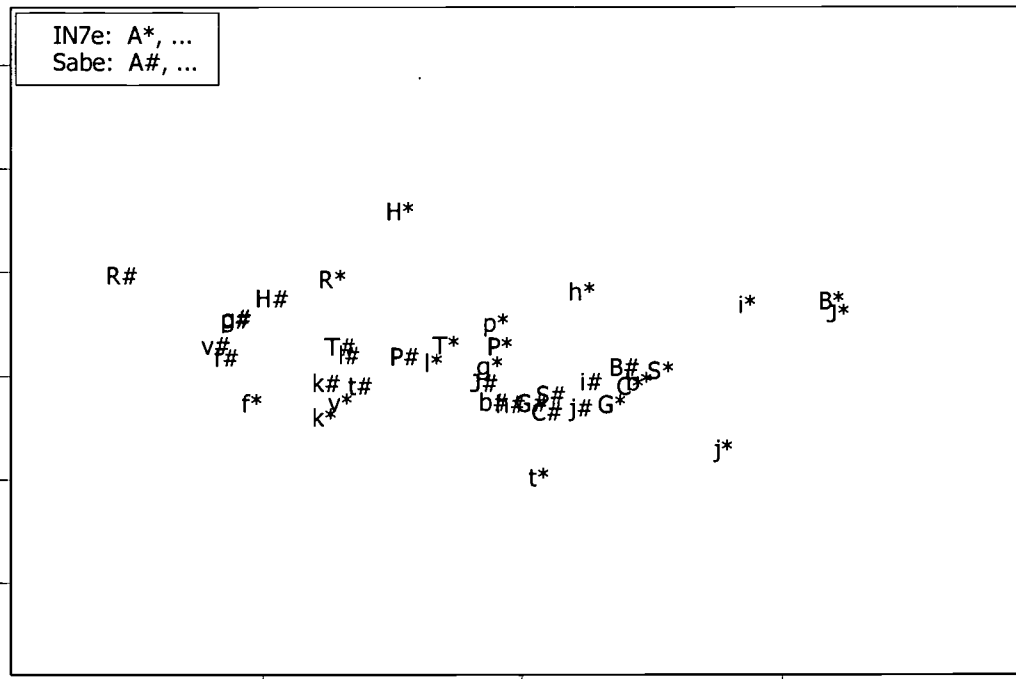 IN7e: A*, ...
Sabe: A#, ...
H*
R#
R*
H#
h*
i*
B*
J*
g#
p*
v#
f#
T#
l#
P#
T*
l*
P*
g*
J#
k#
t#
f*
v*
k*
B#
S*
b*
C*
i#
S#
b#
h#
G#
C#
j#
G*
j*
t*